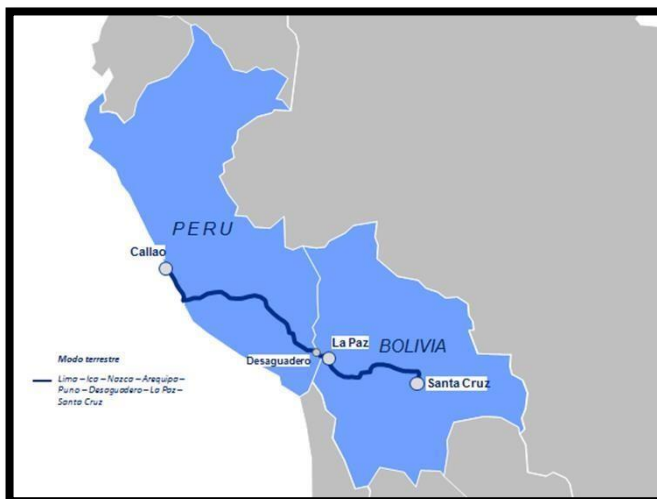 PERU
Callao
La Paz
BOLIVIA
Desaguadero
Santa Cruz
Modo terrestre
Lima – Ica – Nazca – Arequipa –
Puno – Desaguadero – La Paz –
Santa Cruz